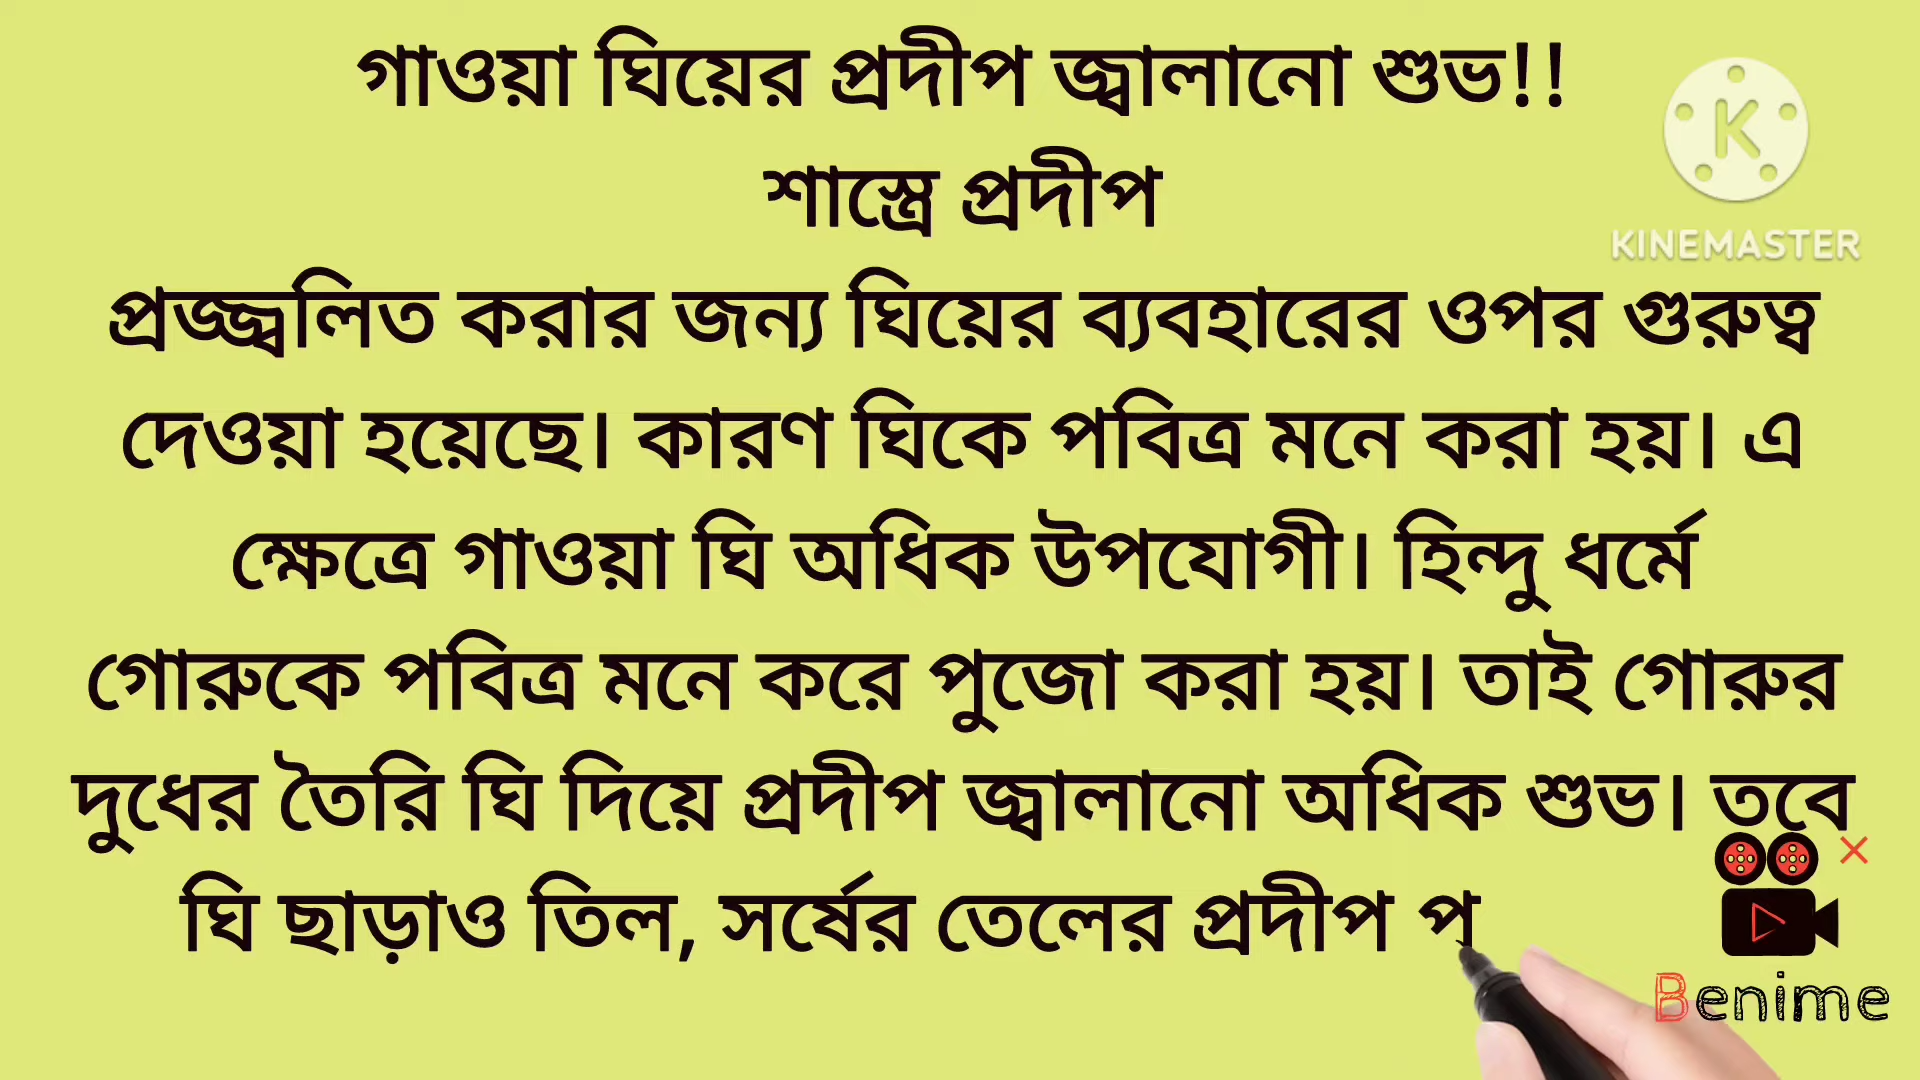 গাওয়া ঘিয়ের প্রদীপ জ্বালানো শুভ!!
শাস্ত্রে প্রদীপ
প্রজ্জ্বলিত করার জন্য ঘিয়ের ব্যবহারের ওপর গুরুত্ব
দেওয়া হয়েছে। কারণ ঘিকে পবিত্র মনে করা হয়। এ
ক্ষেত্রে গাওয়া ঘি অধিক উপযোগী। হিন্দু ধর্মে
গোরুকে পবিত্র মনে করে পুজো করা হয়। তাই গোরুর
দুধের তৈরি ঘি দিয়ে প্রদীপ জ্বালানো অধিক শুভ। তবে
ঘি ছাড়াও তিল, সর্ষের তেলের প্রদীপ
KINEMASTER
Benime